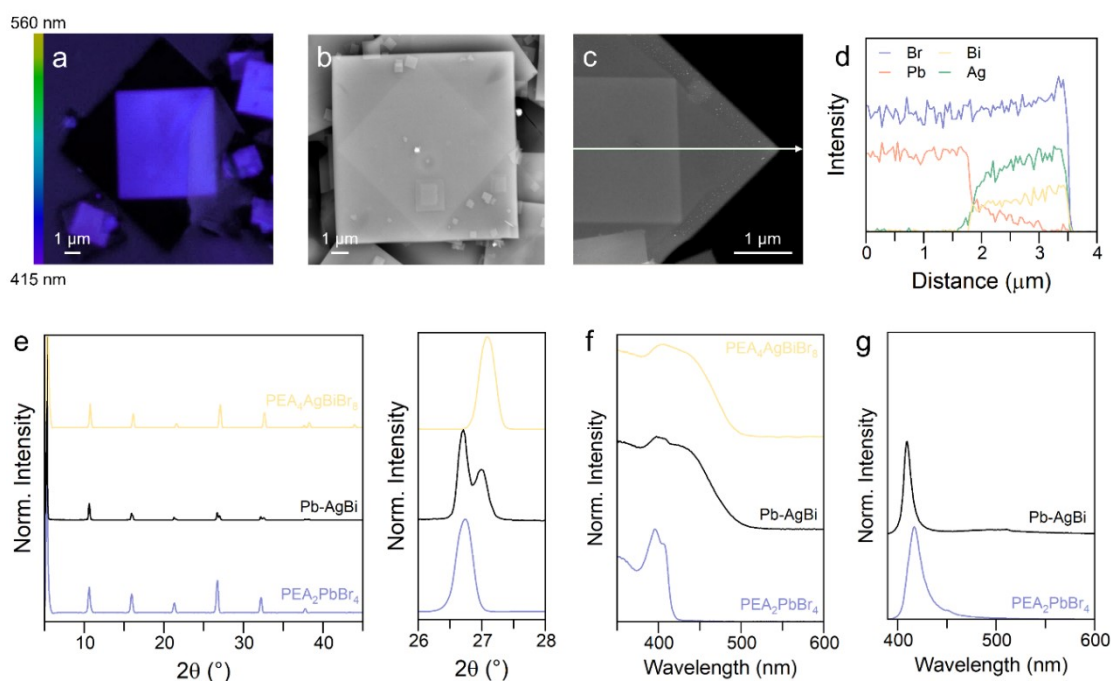 560 nm
415 nm
a
1 μm
b
1 μm
c
1 μm
d
Br
Bi
Pb
Ag
Intensity
0 1 2 3 4
Distance (μm)
e
Norm. Intensity
PEA₄AgBiBr₈
Pb-AgBi
PEA₂PbBr₄
10 20 30 40
2θ (°)
26 27 28
2θ (°)
f
Norm. Intensity
PEA₄AgBiBr₈
Pb-AgBi
PEA₂PbBr₄
400 500 600
Wavelength (nm)
g
Norm. Intensity
Pb-AgBi
PEA₂PbBr₄
400 500 600
Wavelength (nm)